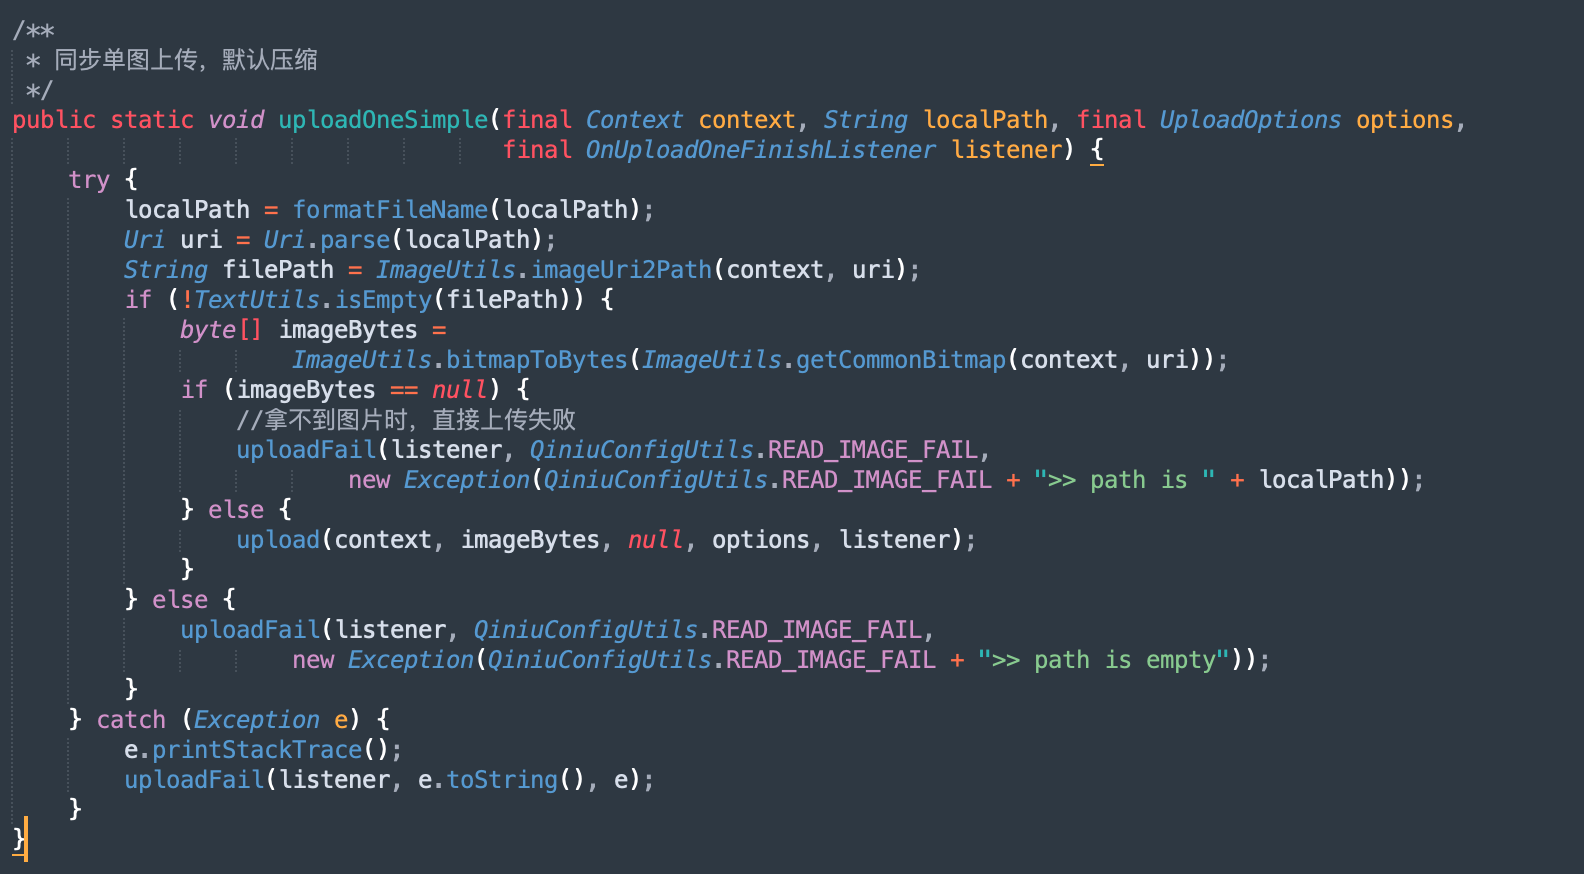 /**
 * 同步单图上传，默认压缩
 */
public static void uploadOneSimple(final Context context, String localPath, final UploadOptions options,
                                   final OnUploadOneFinishListener listener) {
    try {
        localPath = formatFileName(localPath);
        Uri uri = Uri.parse(localPath);
        String filePath = ImageUtils.imageUri2Path(context, uri);
        if (!TextUtils.isEmpty(filePath)) {
            byte[] imageBytes =
                    ImageUtils.bitmapToBytes(ImageUtils.getCommonBitmap(context, uri));
            if (imageBytes == null) {
                //拿不到图片时，直接上传失败
                uploadFail(listener, QiniuConfigUtils.READ_IMAGE_FAIL,
                        new Exception(QiniuConfigUtils.READ_IMAGE_FAIL + ">> path is " + localPath));
            } else {
                upload(context, imageBytes, null, options, listener);
            }
        } else {
            uploadFail(listener, QiniuConfigUtils.READ_IMAGE_FAIL,
                    new Exception(QiniuConfigUtils.READ_IMAGE_FAIL + ">> path is empty"));
        }
    } catch (Exception e) {
        e.printStackTrace();
        uploadFail(listener, e.toString(), e);
    }
}